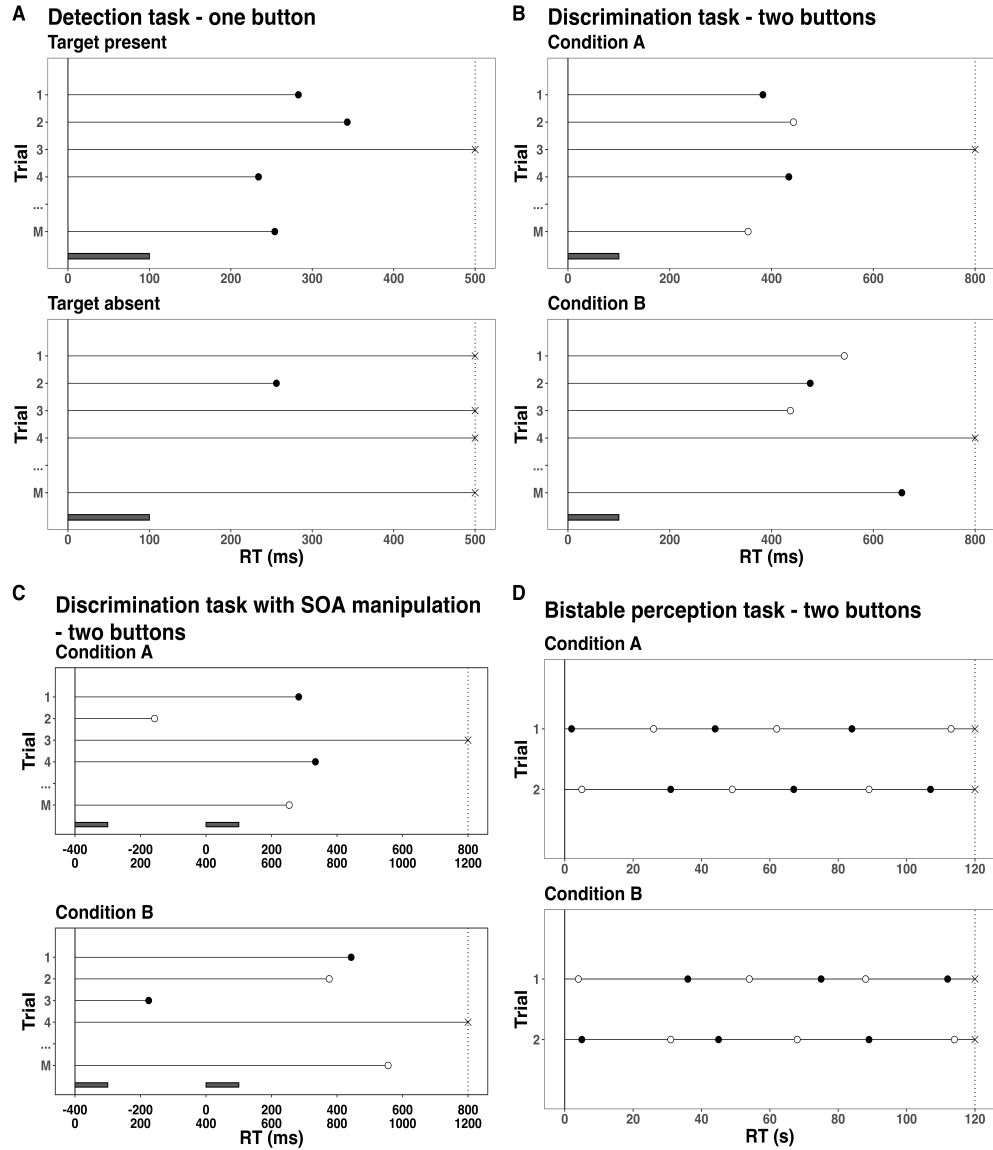 A
Detection task - one button
Target present
Trial
1
2
3
4
...
M
0 100 200 300 400 500
Target absent
Trial
1
2
3
4
...
M
0 100 200 300 400 500
RT (ms)
B
Discrimination task - two buttons
Condition A
Trial
1
2
3
4
...
M
0 200 400 600 800
Condition B
Trial
1
2
3
4
...
M
0 200 400 600 800
RT (ms)
C
Discrimination task with SOA manipulation
- two buttons
Condition A
Trial
1
2
3
4
...
M
-400 -200 0 200 400 600 800
0 200 400 600 800 1000 1200
Condition B
Trial
1
2
3
4
...
M
-400 -200 0 200 400 600 800
0 200 400 600 800 1000 1200
RT (ms)
D
Bistable perception task - two buttons
Condition A
Trial
1
2
0 20 40 60 80 100 120
Condition B
Trial
1
2
0 20 40 60 80 100 120
RT (s)